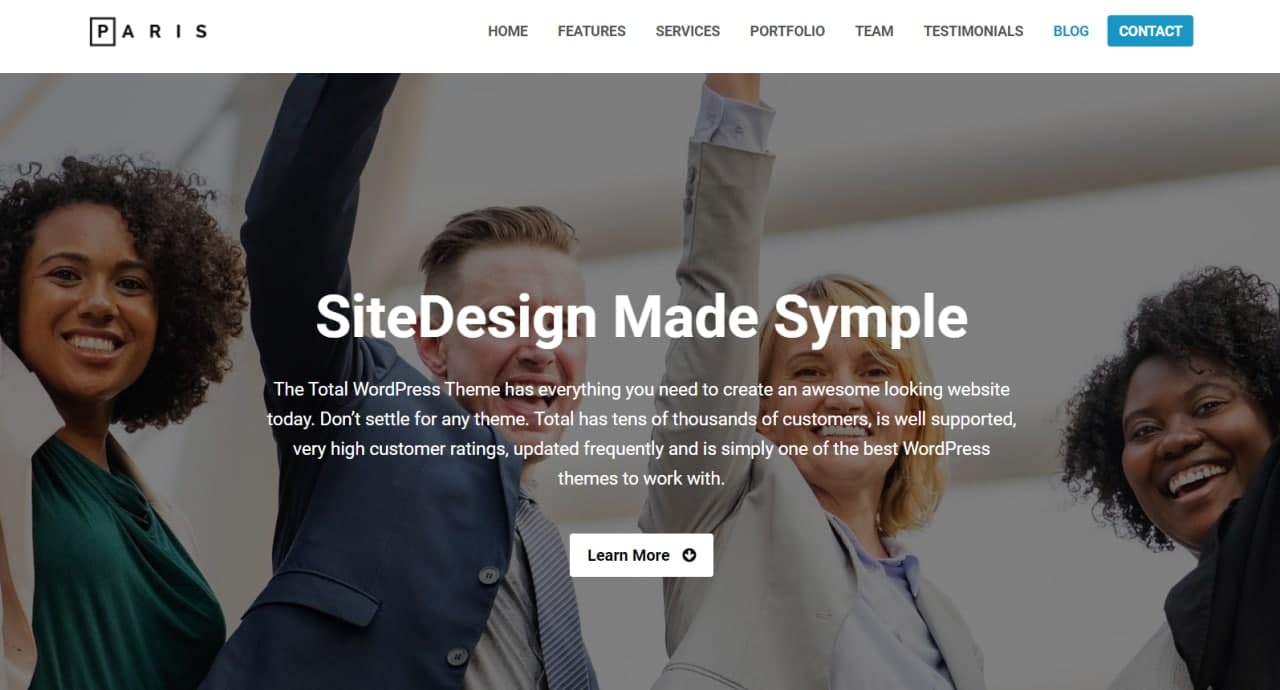 PARIS
HOME FEATURES SERVICES PORTFOLIO TEAM TESTIMONIALS BLOG CONTACT
SiteDesign Made Symple
The Total WordPress Theme has everything you need to create an awesome looking website
today. Don’t settle for any theme. Total has tens of thousands of customers, is well supported,
very high customer ratings, updated frequently and is simply one of the best WordPress
themes to work with.
Learn More